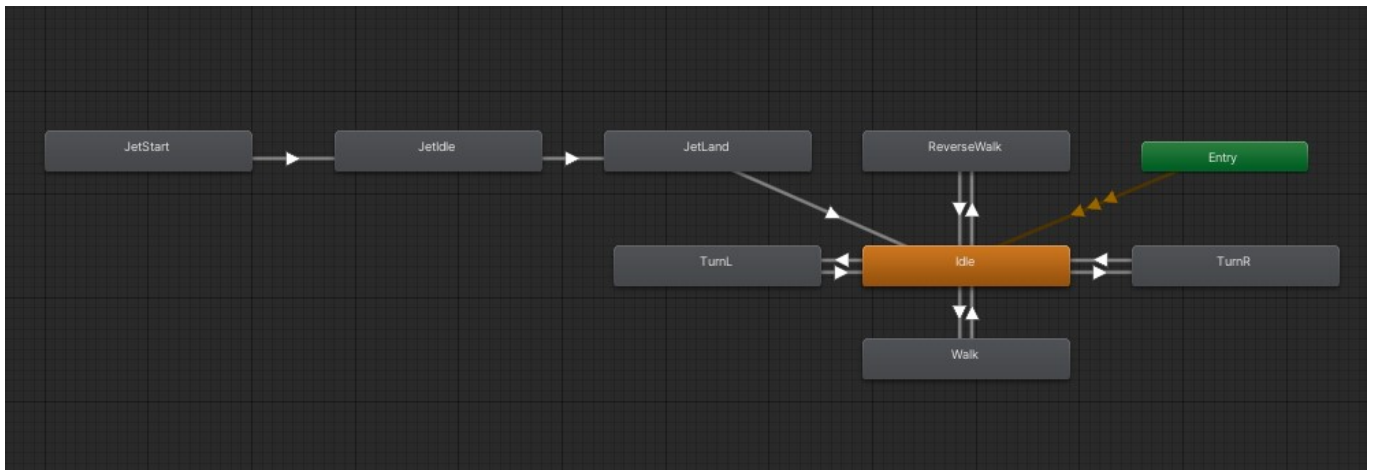 JetStart
JetIdle
JetLand
ReverseWalk
Entry
TurnL
Idle
TurnR
Walk